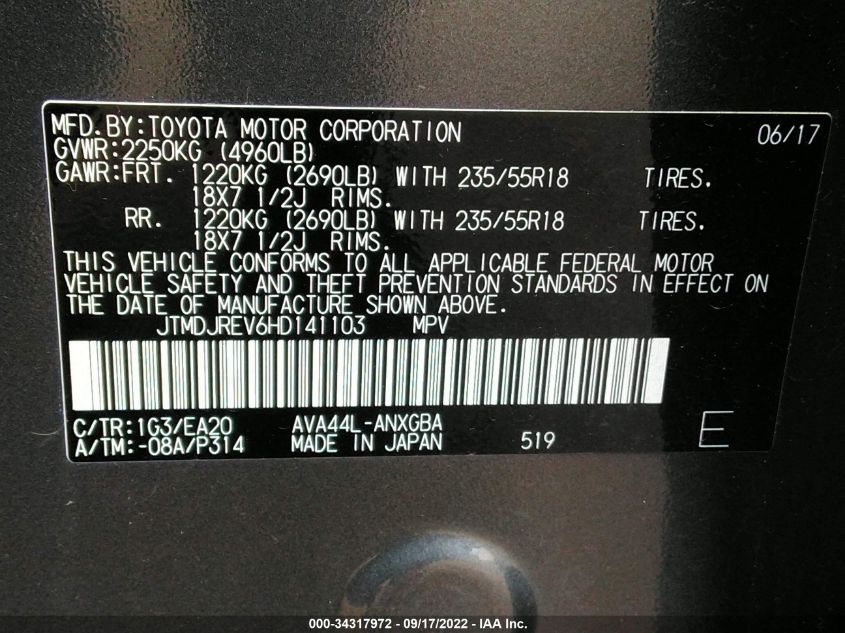 MFD.BY:TOYOTA MOTOR CORPORATION 06/17
GVWR:2250KG (4960LB)
GAWR:FRT. 1220KG (2690LB) WITH 235/55R18 TIRES.
18X7 1/2J RIMS.
RR. 1220KG (2690LB) WITH 235/55R18 TIRES.
18X7 1/2J RIMS.
THIS VEHICLE CONFORMS TO ALL APPLICABLE FEDERAL MOTOR
VEHICLE SAFETY AND THEFT PREVENTION STANDARDS IN EFFECT ON
THE DATE OF MANUFACTURE SHOWN ABOVE.
JTMDJREV6HD141103 MPV
C/TR:1G3/EA20 AVA44L-ANXGBA
A/TM:-08A/P314 MADE IN JAPAN 519 E
000-34317972 - 09/17/2022 - IAA Inc.